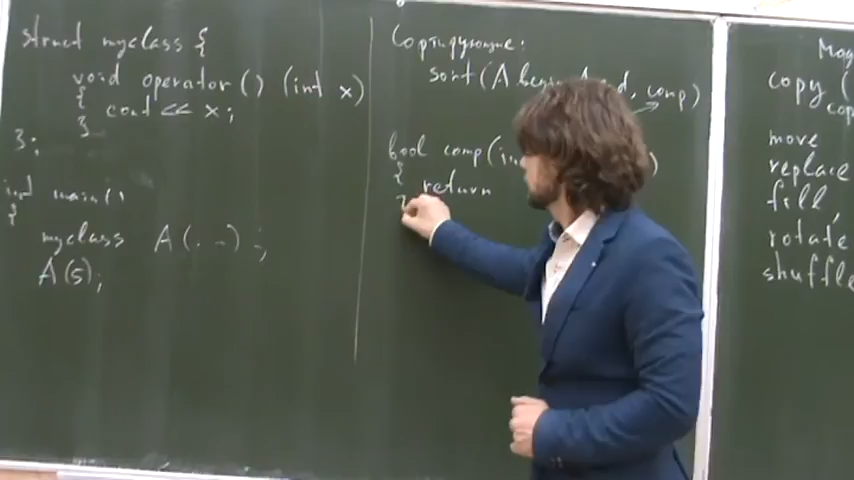 struct myclass {
void operator() (int x)
{ cout << x;
}
};
int main()
{
myclass A(. . .);
A(5);
Сортирующие:
sort(A.begin, comp)
bool comp(
{ return
}
copy(
move
replace
fill,
rotate
shuffle